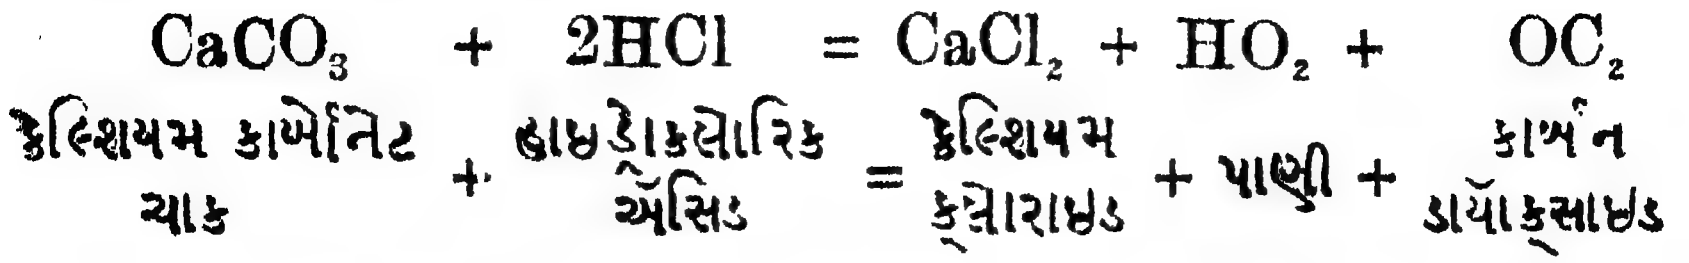 CaCO₃ + 2HCl = CaCl₂ + HO₂ + OC₂
કેલ્શિયમ કાર્બોનેટ હાઇડ્રોક્લોરિક કેલ્શિયમ કાર્બન
+ = + પાણી +
ચાક ઍસિડ ક્લોરાઇડ ડાયૉક્સાઇડ